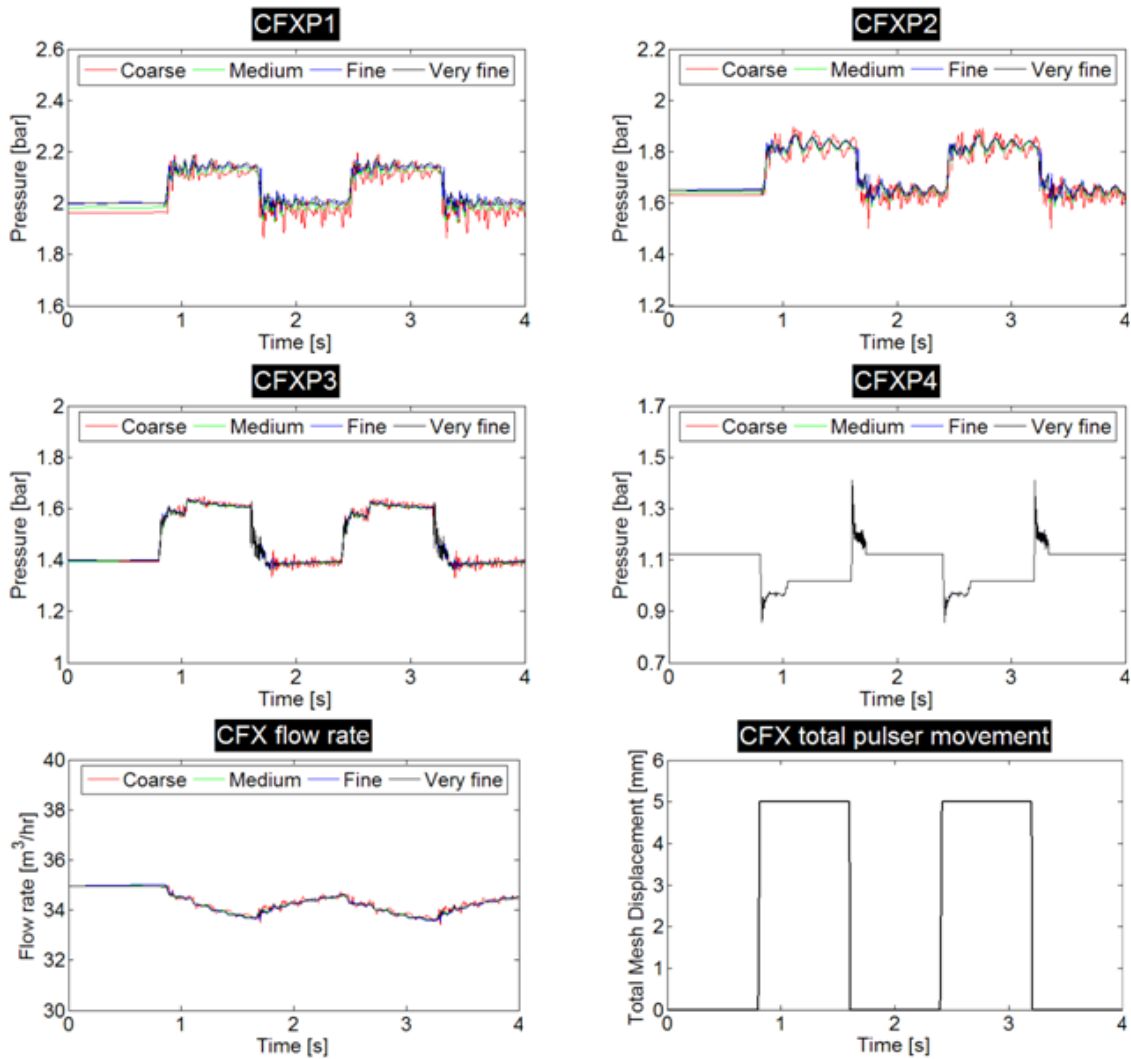 CFXP1
2.6
2.4
2.2
2
1.8
1.6
Pressure [bar]
Coarse Medium Fine Very fine
0 1 2 3 4
Time [s]
CFXP2
2.2
2
1.8
1.6
1.4
1.2
Pressure [bar]
Coarse Medium Fine Very fine
0 1 2 3 4
Time [s]
CFXP3
2
1.8
1.6
1.4
1.2
1
Pressure [bar]
Coarse Medium Fine Very fine
0 1 2 3 4
Time [s]
CFXP4
1.7
1.5
1.3
1.1
0.9
0.7
Pressure [bar]
Coarse Medium Fine Very fine
0 1 2 3 4
Time [s]
CFX flow rate
40
38
36
34
32
30
Flow rate [m³/hr]
Coarse Medium Fine Very fine
0 1 2 3 4
Time [s]
CFX total pulser movement
6
5
4
3
2
1
0
Total Mesh Displacement [mm]
0 1 2 3 4
Time [s]